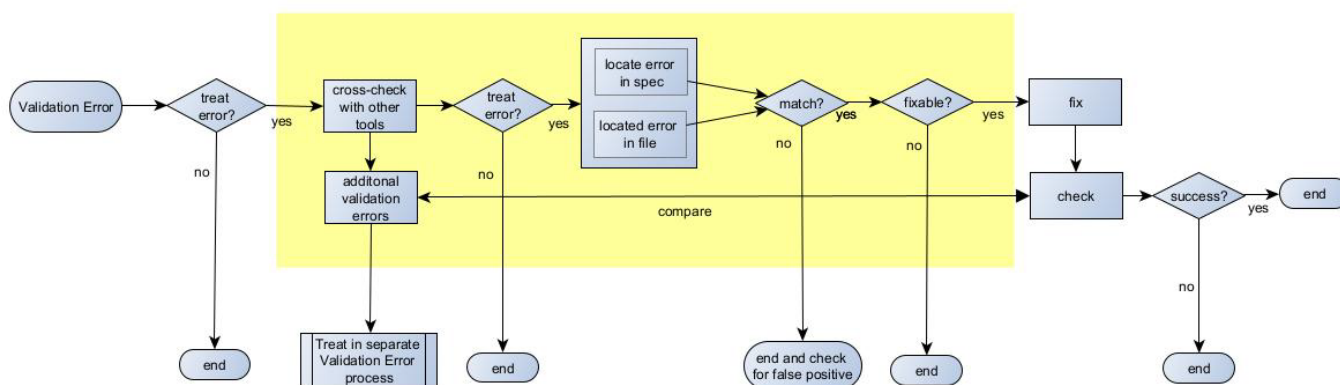 Validation Error
treat
error?
yes
no
end
cross-check
with other
tools
additonal
validation
errors
Treat in separate
Validation Error
process
treat
error?
yes
no
end
locate error
in spec
located error
in file
match?
yes
no
end and check
for false positive
fixable?
yes
no
end
compare
fix
check
success?
yes
end
no
end